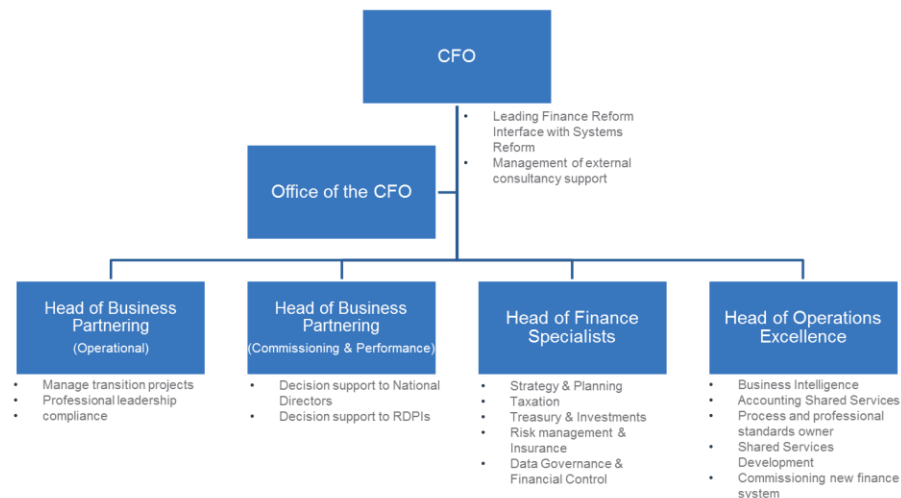 CFO
• Leading Finance Reform
Interface with Systems
Reform
• Management of external
consultancy support
Office of the CFO
Head of Business
Partnering
(Operational)
• Manage transition projects
• Professional leadership
• compliance
Head of Business
Partnering
(Commissioning & Performance)
• Decision support to National
Directors
• Decision support to RDPIs
Head of Finance
Specialists
• Strategy & Planning
• Taxation
• Treasury & Investments
• Risk management &
Insurance
• Data Governance &
Financial Control
Head of Operations
Excellence
• Business Intelligence
• Accounting Shared Services
• Process and professional
standards owner
• Shared Services
Development
• Commissioning new finance
system